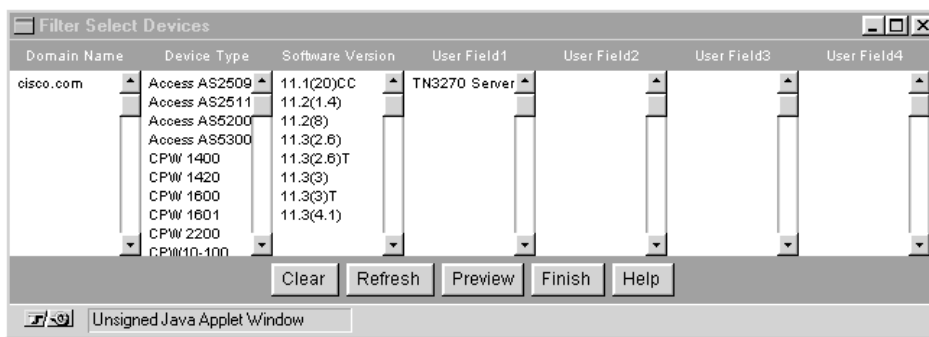 Filter Select Devices
Domain Name Device Type Software Version User Field1 User Field2 User Field3 User Field4
cisco.com Access AS2509 11.1(20)CC TN3270 Server
Access AS2511 11.2(1.4)
Access AS5200 11.2(8)
Access AS5300 11.3(2.6)
CPW 1400 11.3(2.6)T
CPW 1420 11.3(3)
CPW 1600 11.3(3)T
CPW 1601 11.3(4.1)
CPW 2200
CPW10-100
Clear Refresh Preview Finish Help
Unsigned Java Applet Window